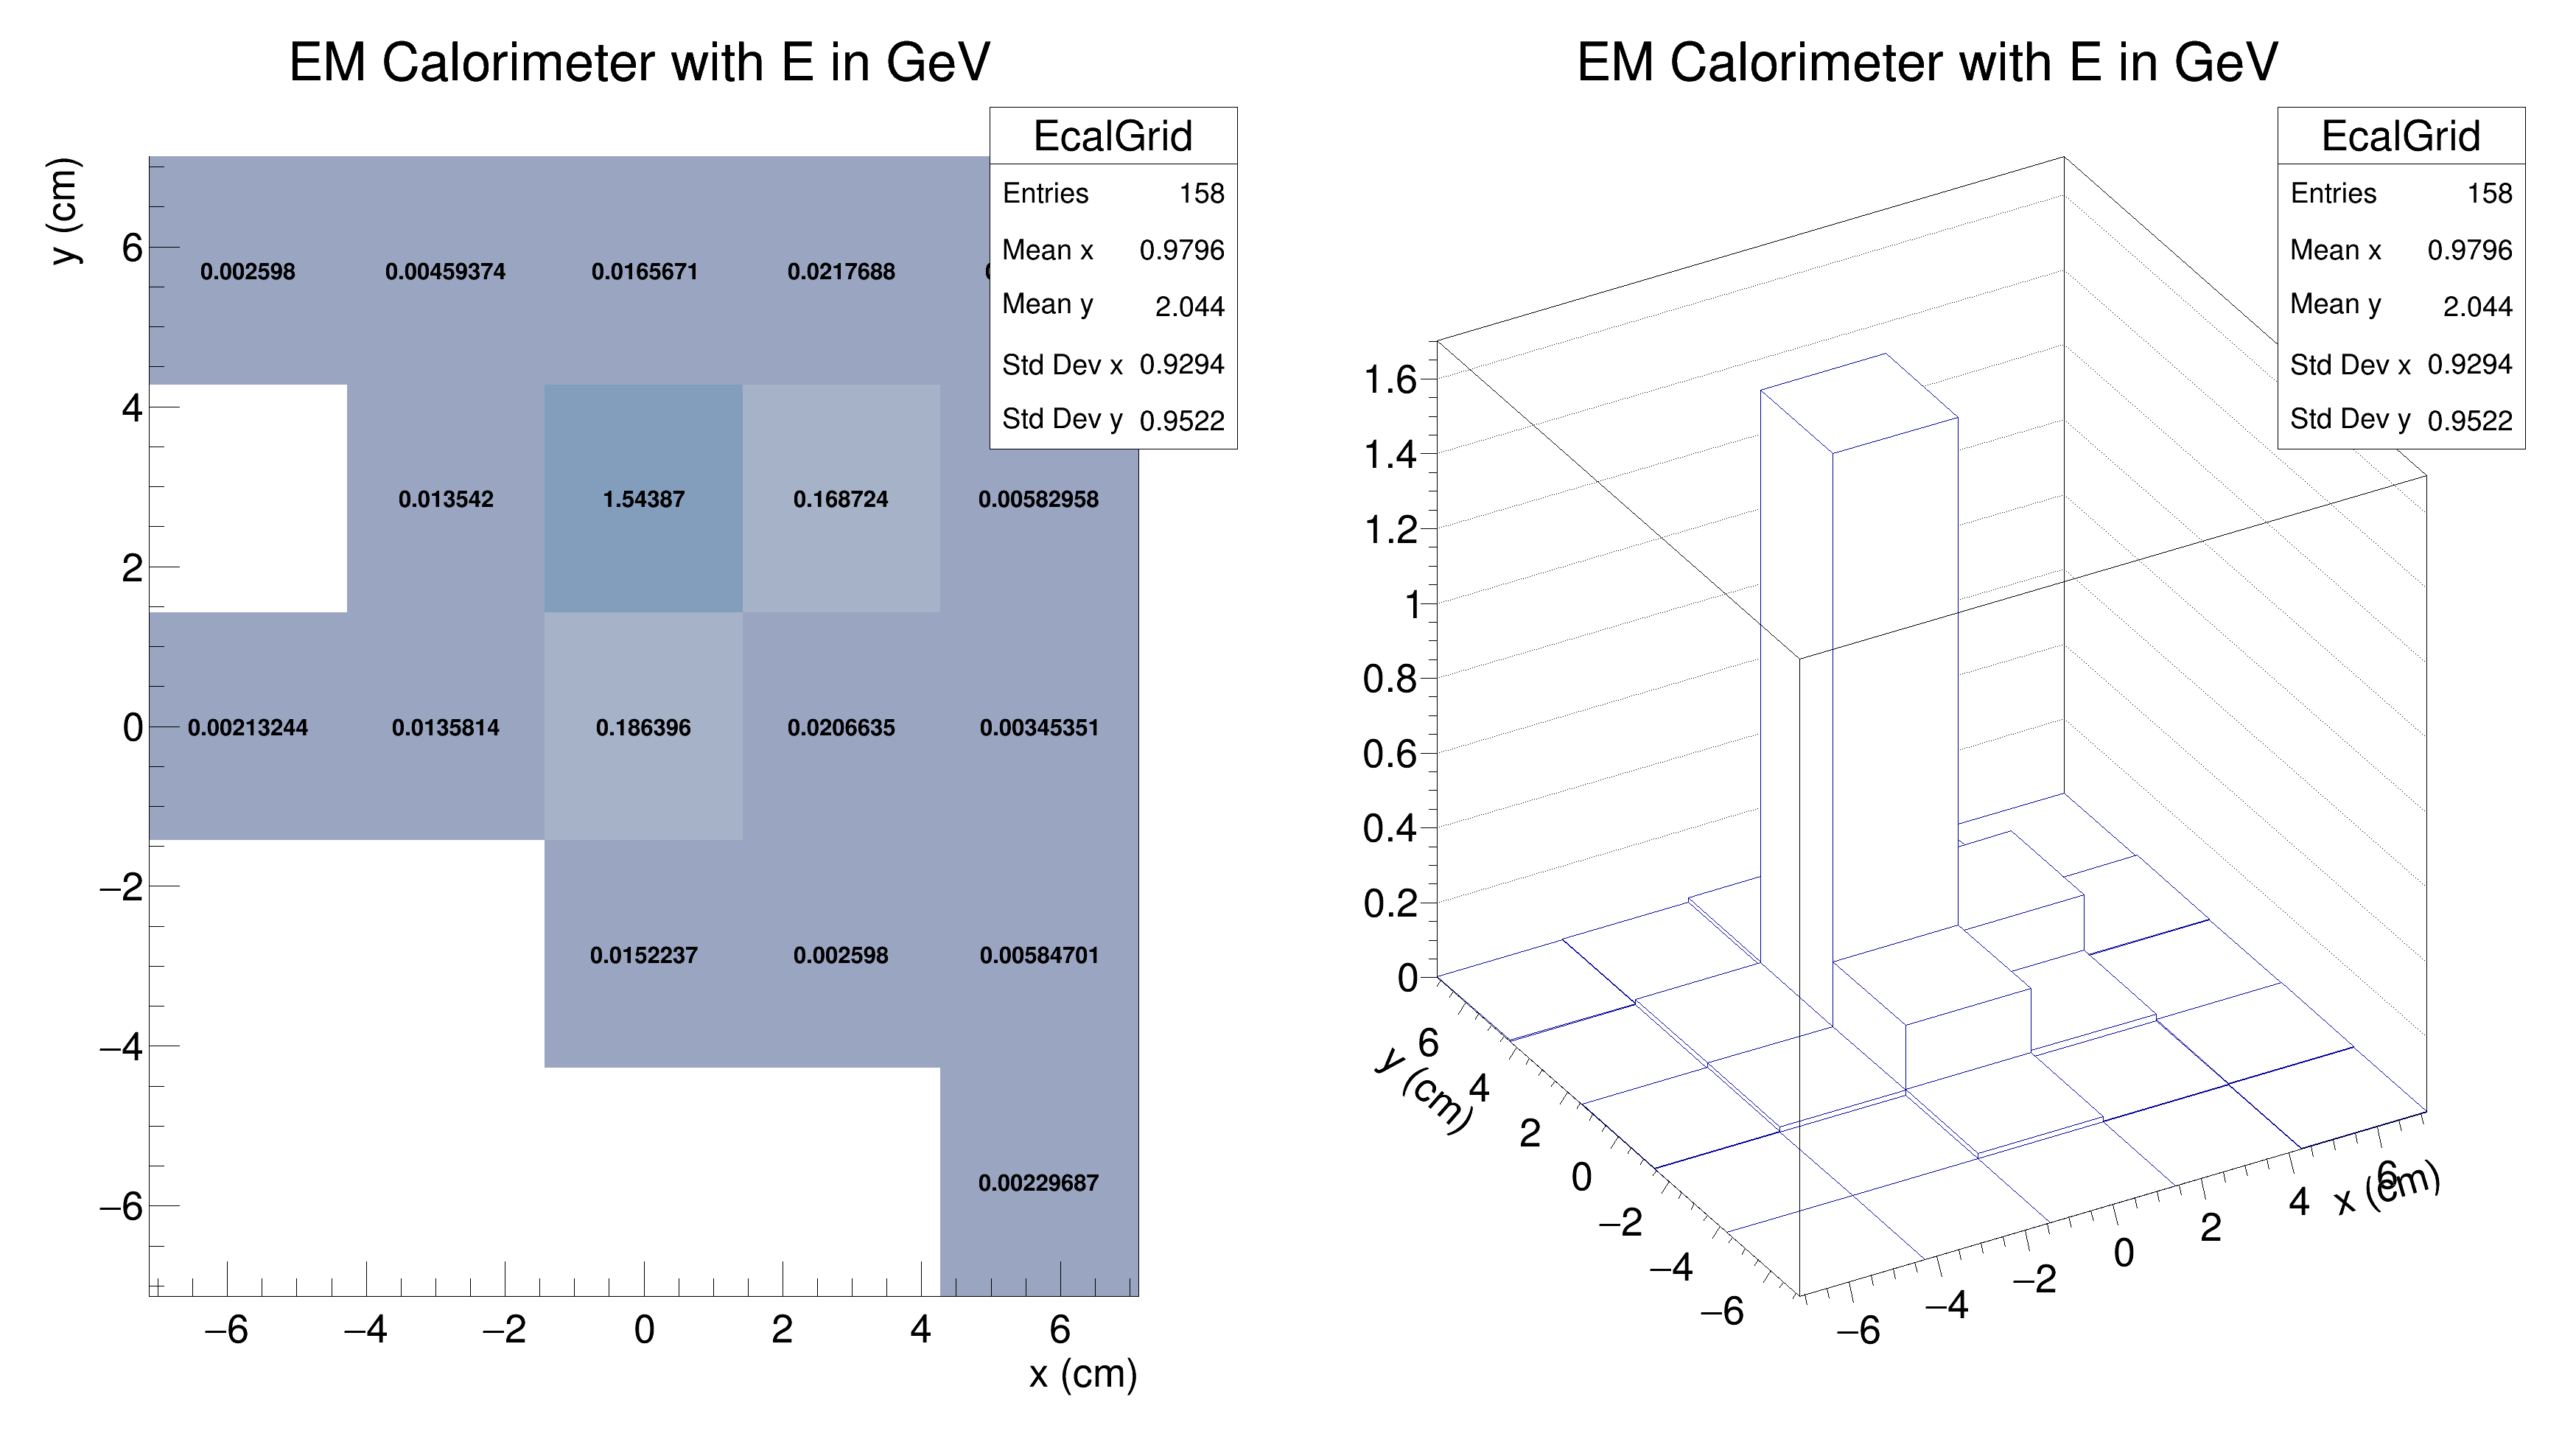 EM Calorimeter with E in GeV
EcalGrid
Entries 158
Mean x 0.9796
Mean y 2.044
Std Dev x 0.9294
Std Dev y 0.9522
y (cm)
6
4
2
0
−2
−4
−6
0.002598 0.00459374 0.0165671 0.0217688
0.013542 1.54387 0.168724 0.00582958
0.00213244 0.0135814 0.186396 0.0206635 0.00345351
0.0152237 0.002598 0.00584701
0.00229687
−6 −4 −2 0 2 4 6
x (cm)
EM Calorimeter with E in GeV
EcalGrid
Entries 158
Mean x 0.9796
Mean y 2.044
Std Dev x 0.9294
Std Dev y 0.9522
1.6
1.4
1.2
1
0.8
0.6
0.4
0.2
0
y (cm)
6
4
2
0
−2
−4
−6
−6 −4 −2 0 2 4 6
x (cm)